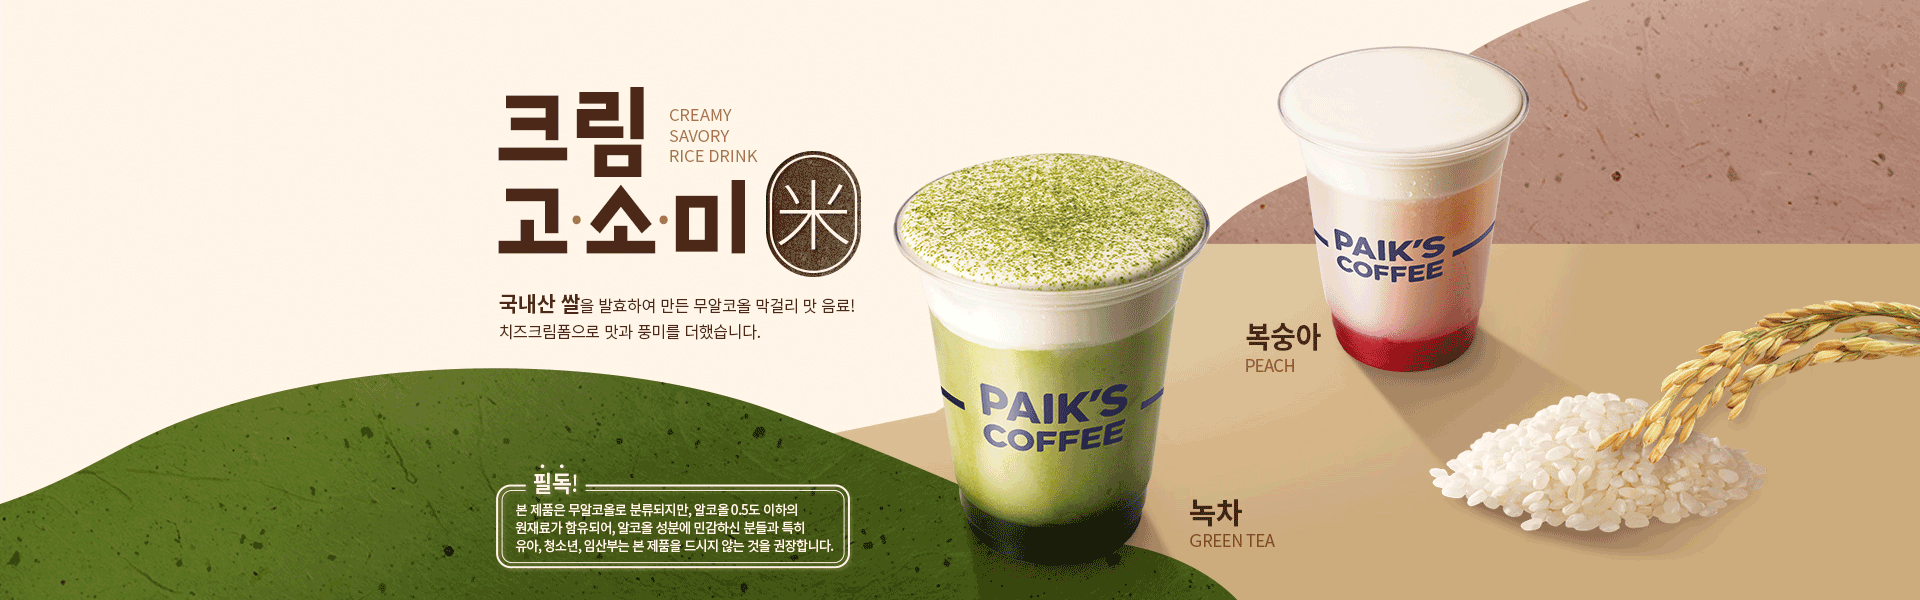 크림
고·소·미
CREAMY
SAVORY
RICE DRINK
米
국내산 쌀을 발효하여 만든 무알코올 막걸리 맛 음료!
치즈크림폼으로 맛과 풍미를 더했습니다.
필독!
본 제품은 무알코올로 분류되지만, 알코올 0.5도 이하의
원재료가 함유되어, 알코올 성분에 민감하신 분들과 특히
유아, 청소년, 임산부는 본 제품을 드시지 않는 것을 권장합니다.
PAIK'S
COFFEE
녹차
GREEN TEA
PAIK'S
COFFEE
복숭아
PEACH